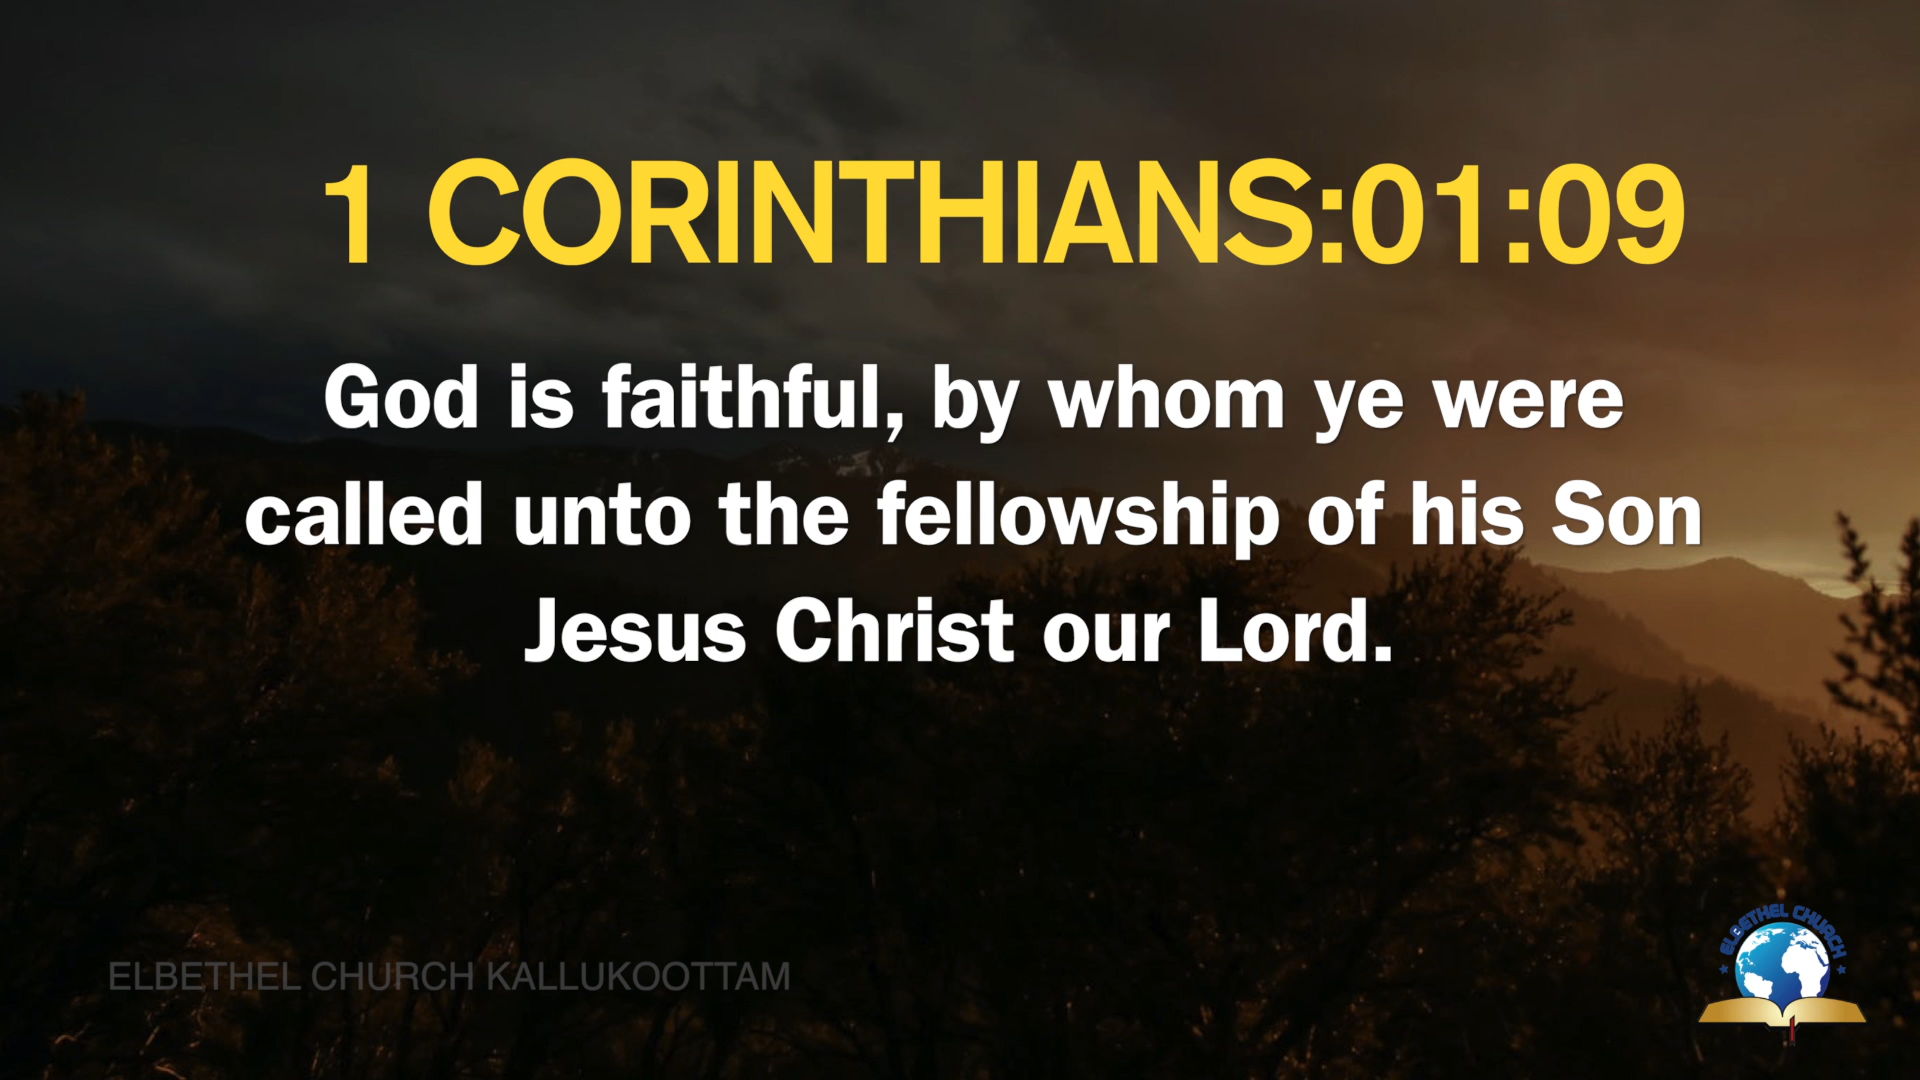 1 CORINTHIANS:01:09
God is faithful, by whom ye were
called unto the fellowship of his Son
Jesus Christ our Lord.
ELBETHEL CHURCH
ELBETHEL CHURCH KALLUKOOTTAM